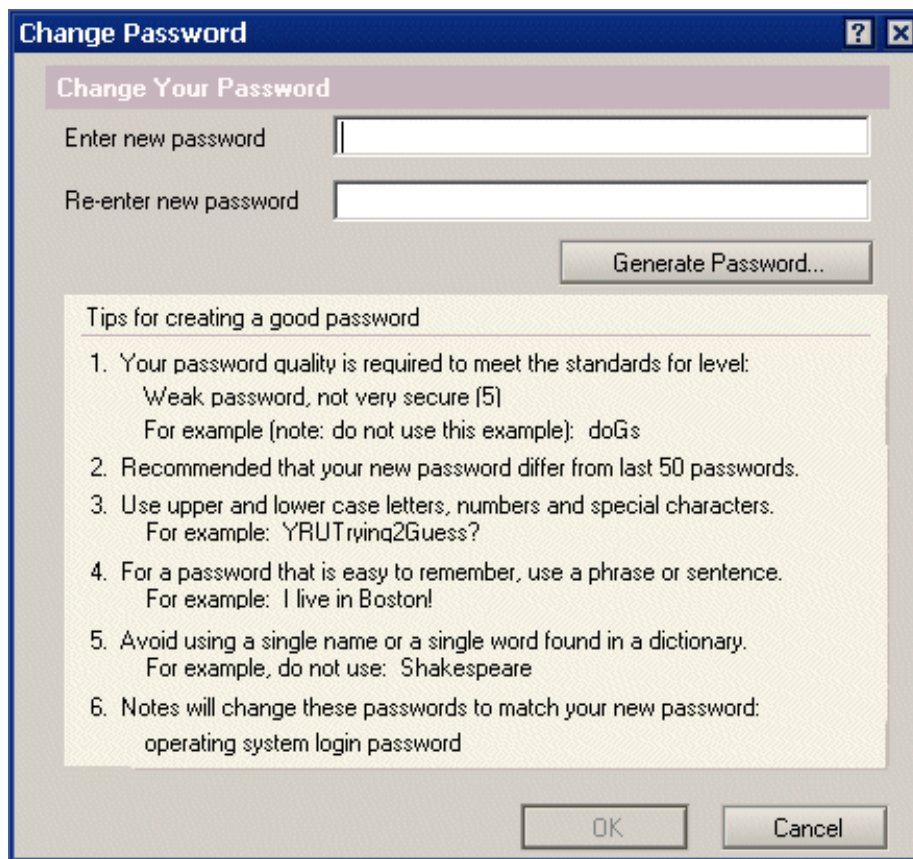 Change Password
Change Your Password
Enter new password
Re-enter new password
Generate Password...
Tips for creating a good password
1. Your password quality is required to meet the standards for level:
Weak password, not very secure (5)
For example (note: do not use this example): doGs
2. Recommended that your new password differ from last 50 passwords.
3. Use upper and lower case letters, numbers and special characters.
For example: YRUTrying2Guess?
4. For a password that is easy to remember, use a phrase or sentence.
For example: I live in Boston!
5. Avoid using a single name or a single word found in a dictionary.
For example, do not use: Shakespeare
6. Notes will change these passwords to match your new password:
operating system login password
OK Cancel